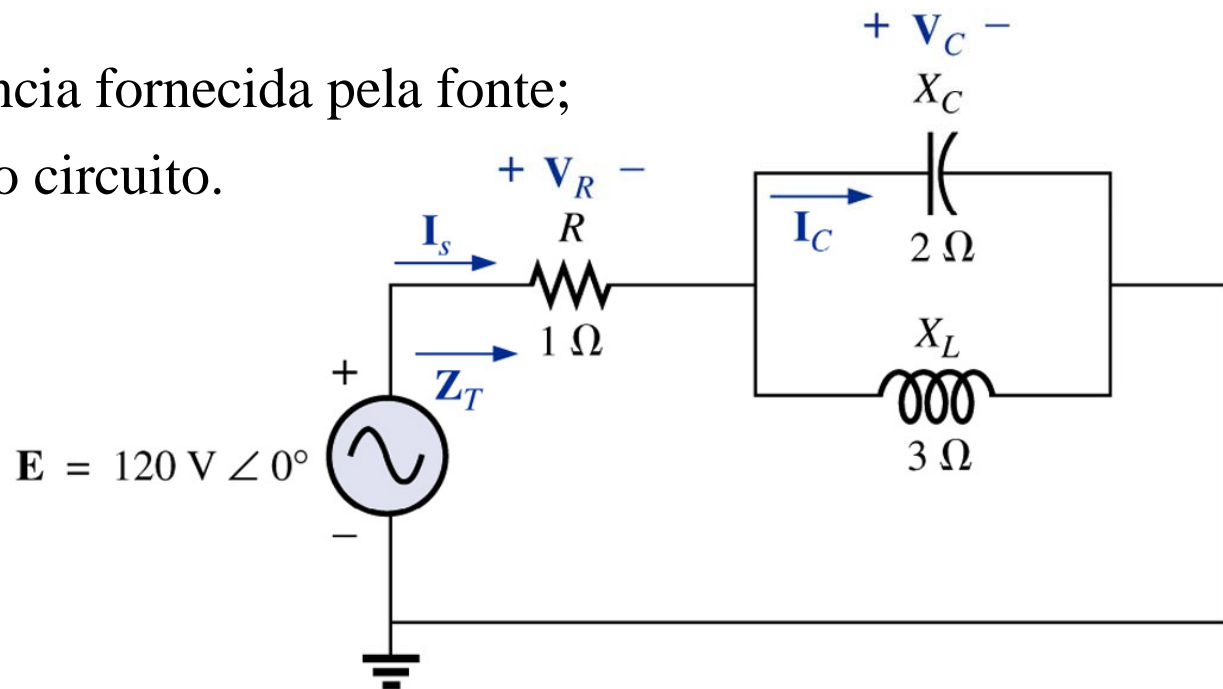 ncia fornecida pela fonte;
o circuito.
+ V_C −
X_C
I_C
2 Ω
+ V_R −
R
I_s
1 Ω
Z_T
X_L
3 Ω
+
E = 120 V ∠ 0°
−